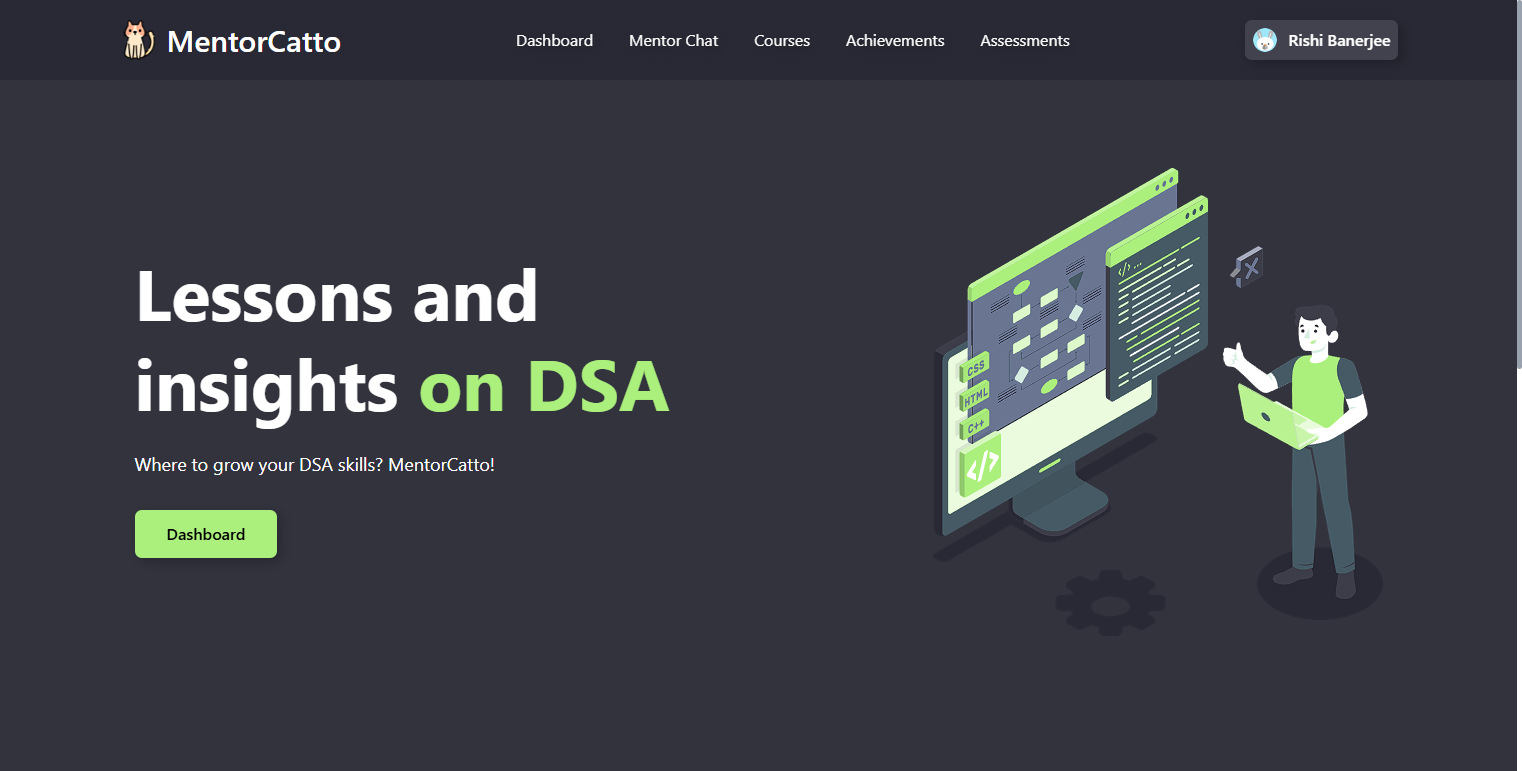 MentorCatto
Dashboard
Mentor Chat
Courses
Achievements
Assessments
Rishi Banerjee
Lessons and
insights on DSA
Where to grow your DSA skills? MentorCatto!
Dashboard
</> ...
CSS
HTML
C++
</>